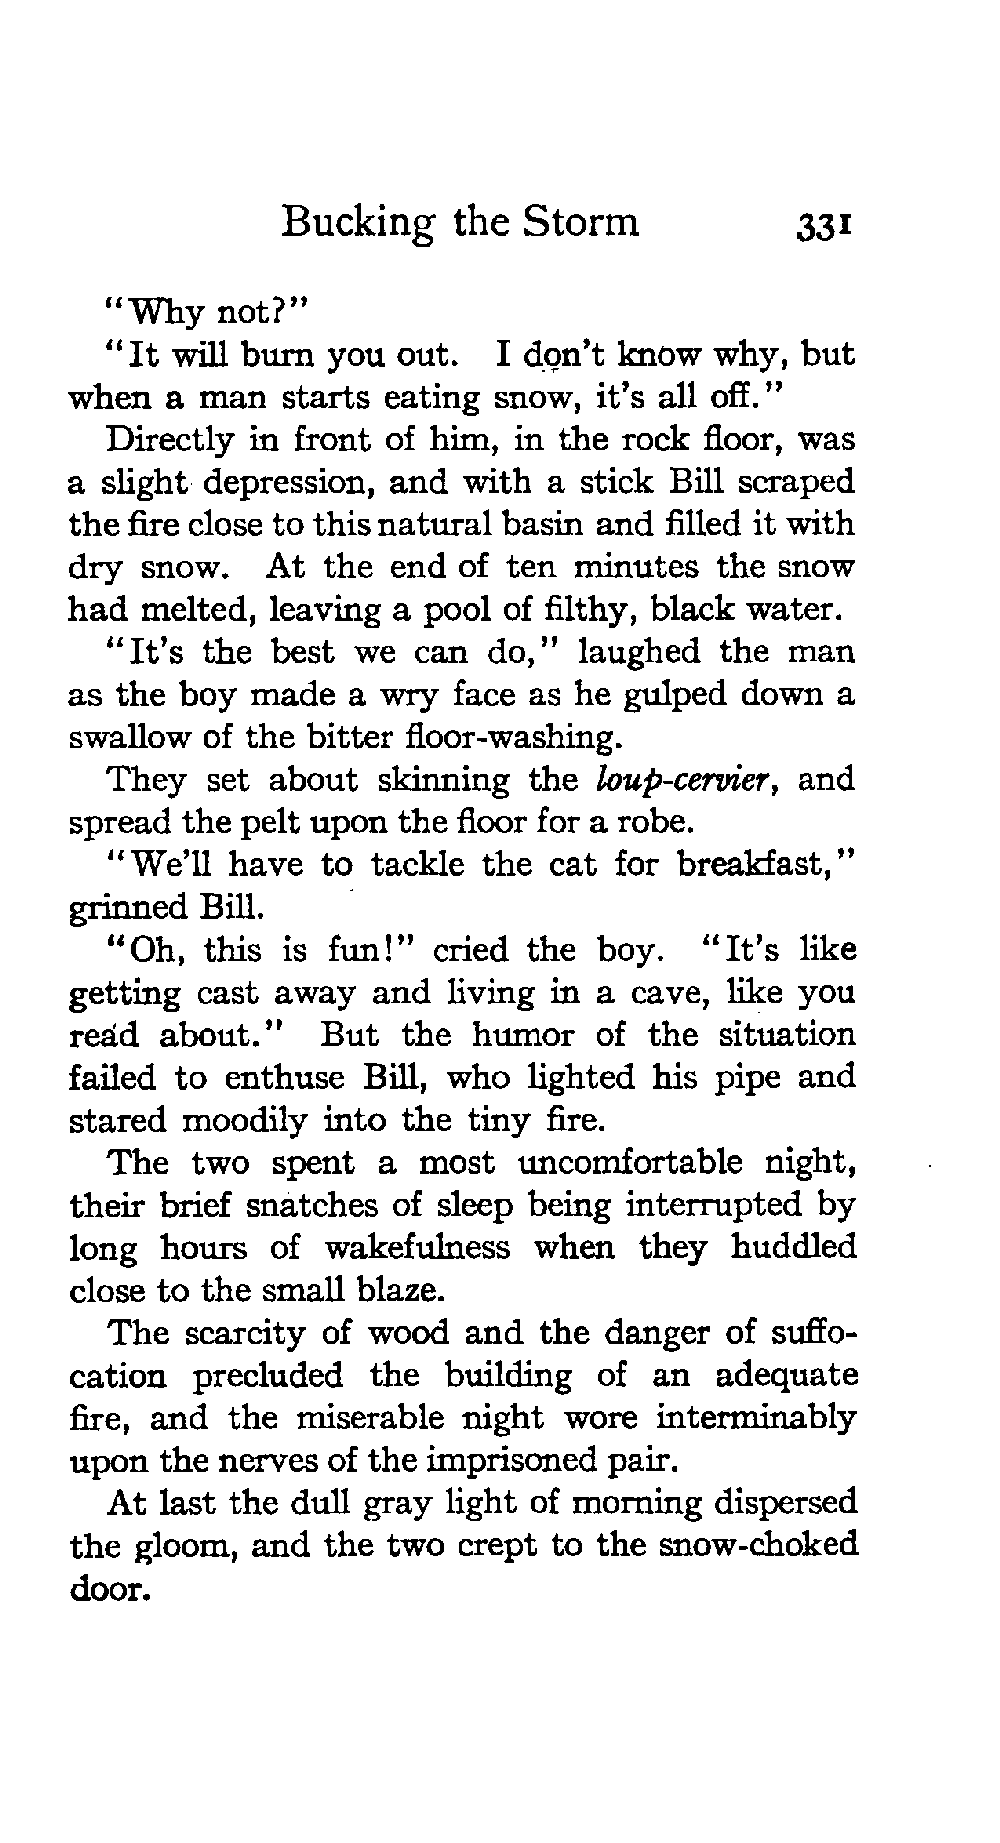 Bucking the Storm 331
"Why not?"
"It will burn you out. I don't know why, but
when a man starts eating snow, it's all off."
Directly in front of him, in the rock floor, was
a slight depression, and with a stick Bill scraped
the fire close to this natural basin and filled it with
dry snow. At the end of ten minutes the snow
had melted, leaving a pool of filthy, black water.
"It's the best we can do," laughed the man
as the boy made a wry face as he gulped down a
swallow of the bitter floor-washing.
They set about skinning the loup-cervier, and
spread the pelt upon the floor for a robe.
"We'll have to tackle the cat for breakfast,"
grinned Bill.
"Oh, this is fun!" cried the boy. "It's like
getting cast away and living in a cave, like you
read about." But the humor of the situation
failed to enthuse Bill, who lighted his pipe and
stared moodily into the tiny fire.
The two spent a most uncomfortable night,
their brief snatches of sleep being interrupted by
long hours of wakefulness when they huddled
close to the small blaze.
The scarcity of wood and the danger of suffo-
cation precluded the building of an adequate
fire, and the miserable night wore interminably
upon the nerves of the imprisoned pair.
At last the dull gray light of morning dispersed
the gloom, and the two crept to the snow-choked
door.